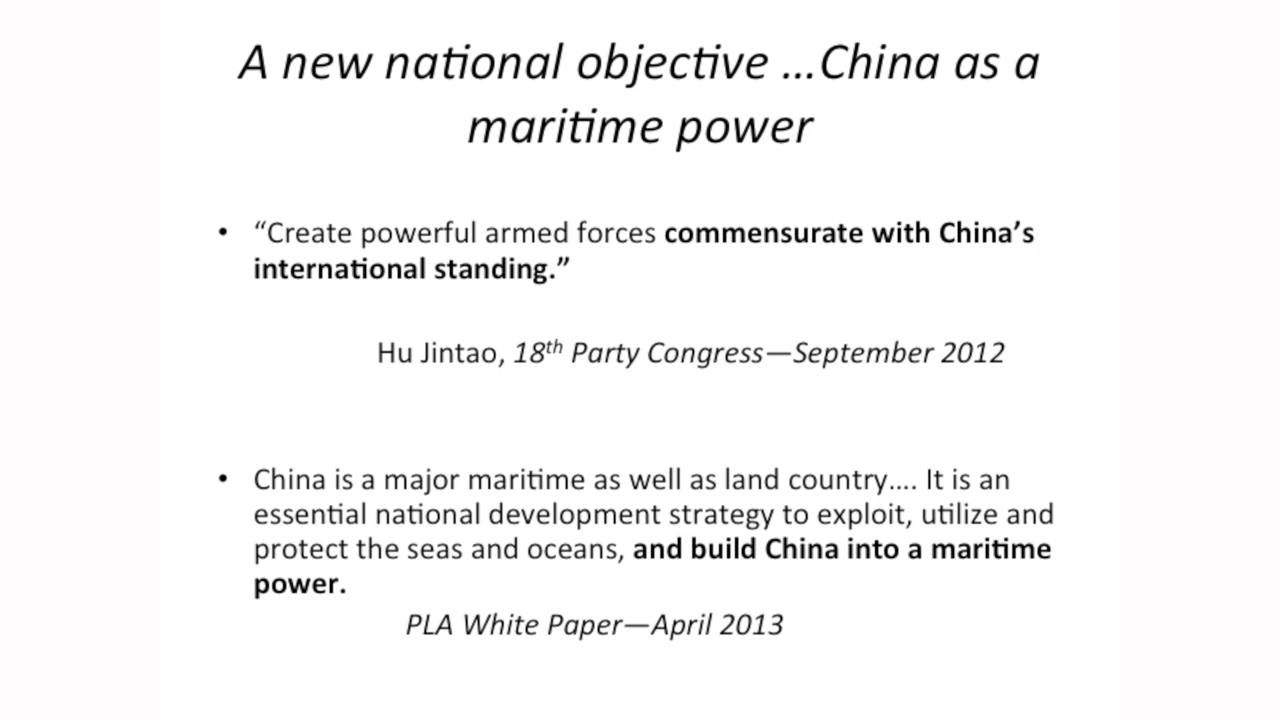 A new national objective ...China as a
maritime power
• “Create powerful armed forces commensurate with China’s
international standing.”
Hu Jintao, 18th Party Congress—September 2012
• China is a major maritime as well as land country.... It is an
essential national development strategy to exploit, utilize and
protect the seas and oceans, and build China into a maritime
power.
PLA White Paper—April 2013